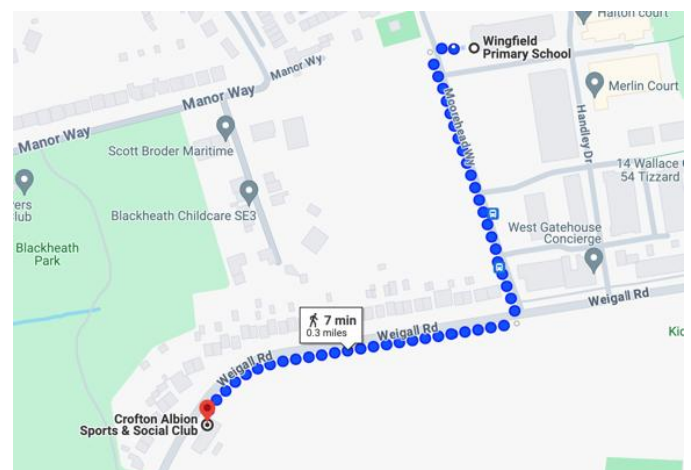 Halton court
Wingfield
Primary School
Manor Wy
Merlin Court
Manor Way
Moorehead Wy
Handley Dr
Manor Way
Scott Broder Maritime
14 Wallace C
54 Tizzard
ers
lub
Blackheath Childcare SE3
West Gatehouse
Concierge
Blackheath
Park
Weigall Rd
7 min
0.3 miles
Weigall Rd
Kid
Weigall Rd
Crofton Albion
Sports & Social Club